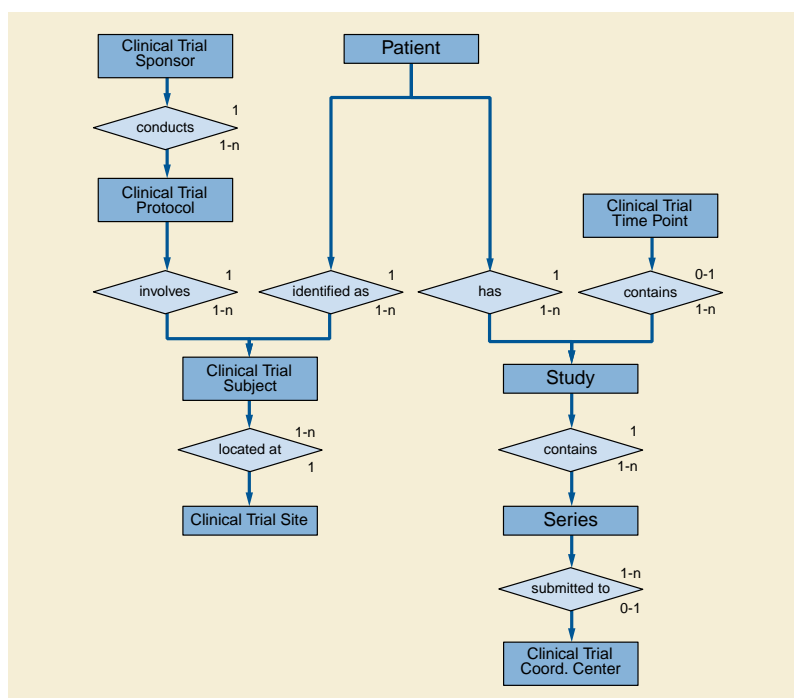 Clinical Trial
Sponsor
Patient
1
conducts
1-n
Clinical Trial
Protocol
Clinical Trial
Time Point
1
involves
1-n
1
identified as
1-n
1
has
1-n
0-1
contains
1-n
Clinical Trial
Subject
Study
1-n
located at
1
1
contains
1-n
Clinical Trial Site
Series
1-n
submitted to
0-1
Clinical Trial
Coord. Center